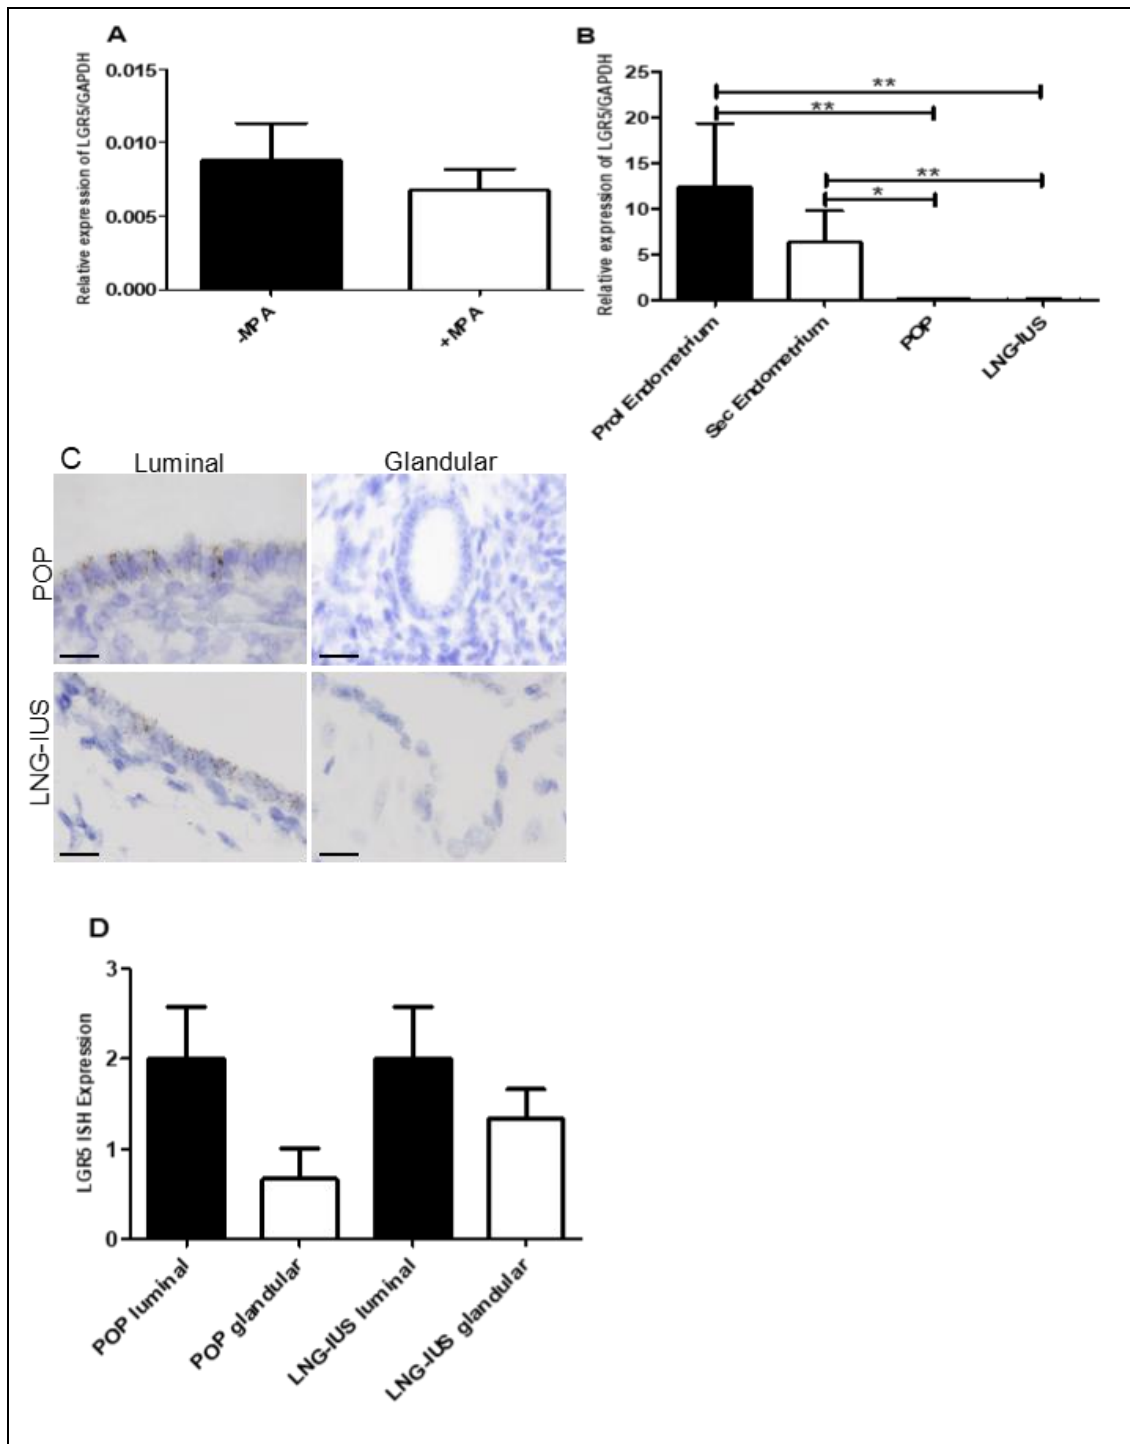 A
Relative expression of LGR5/GAPDH
0.015
0.010
0.005
0.000
-MPA
+MPA
B
Relative expression of LGR5/GAPDH
25
20
15
10
5
0
**
**
**
*
Prol Endometrium
Sec Endometrium
POP
LNG-IUS
C
Luminal
Glandular
POP
LNG-IUS
D
LGR5 ISH Expression
3
2
1
0
POP luminal
POP glandular
LNG-IUS luminal
LNG-IUS glandular